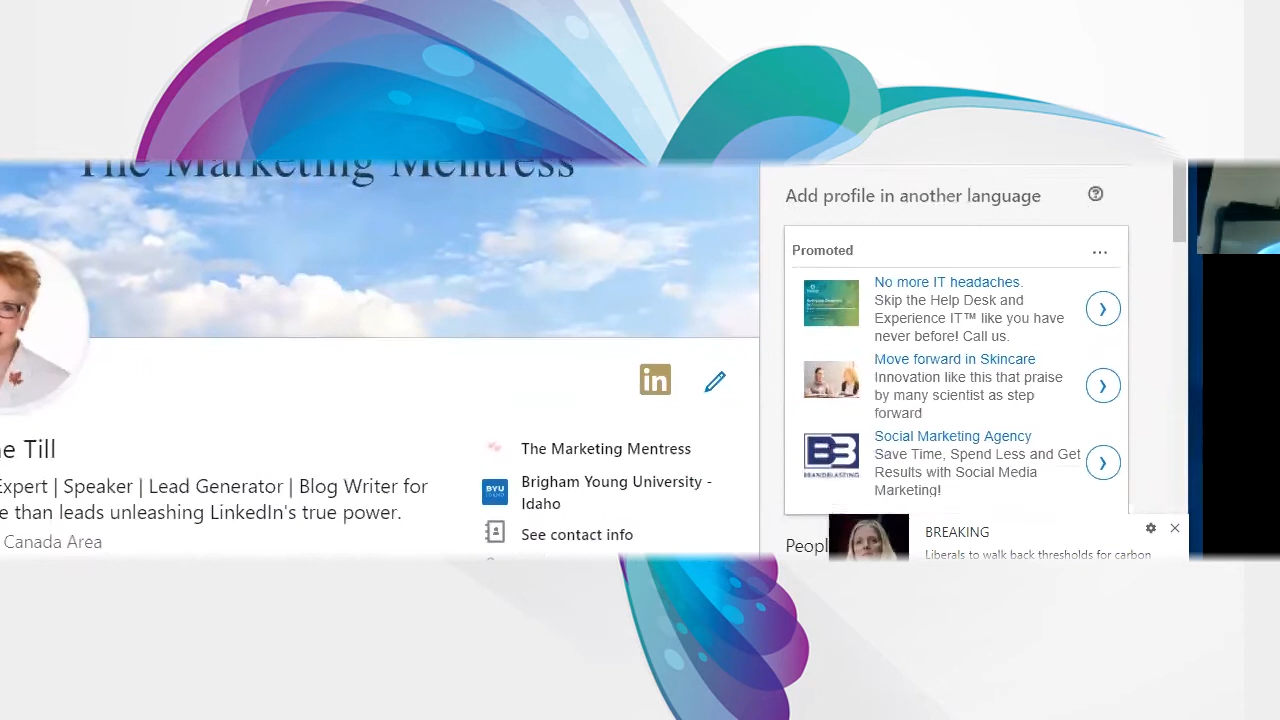 The Marketing Mentress
Add profile in another language
Promoted
No more IT headaches.
Skip the Help Desk and
Experience IT™ like you have
never before! Call us.
Move forward in Skincare
Innovation like this that praise
by many scientist as step
forward
B3
BRANDBLASTING
Social Marketing Agency
Save Time, Spend Less and Get
Results with Social Media
Marketing!
in
e Till
Expert | Speaker | Lead Generator | Blog Writer for
e than leads unleashing LinkedIn's true power.
Canada Area
The Marketing Mentress
BYU
Brigham Young University -
Idaho
See contact info
Peopl
BREAKING
Liberals to walk back thresholds for carbon